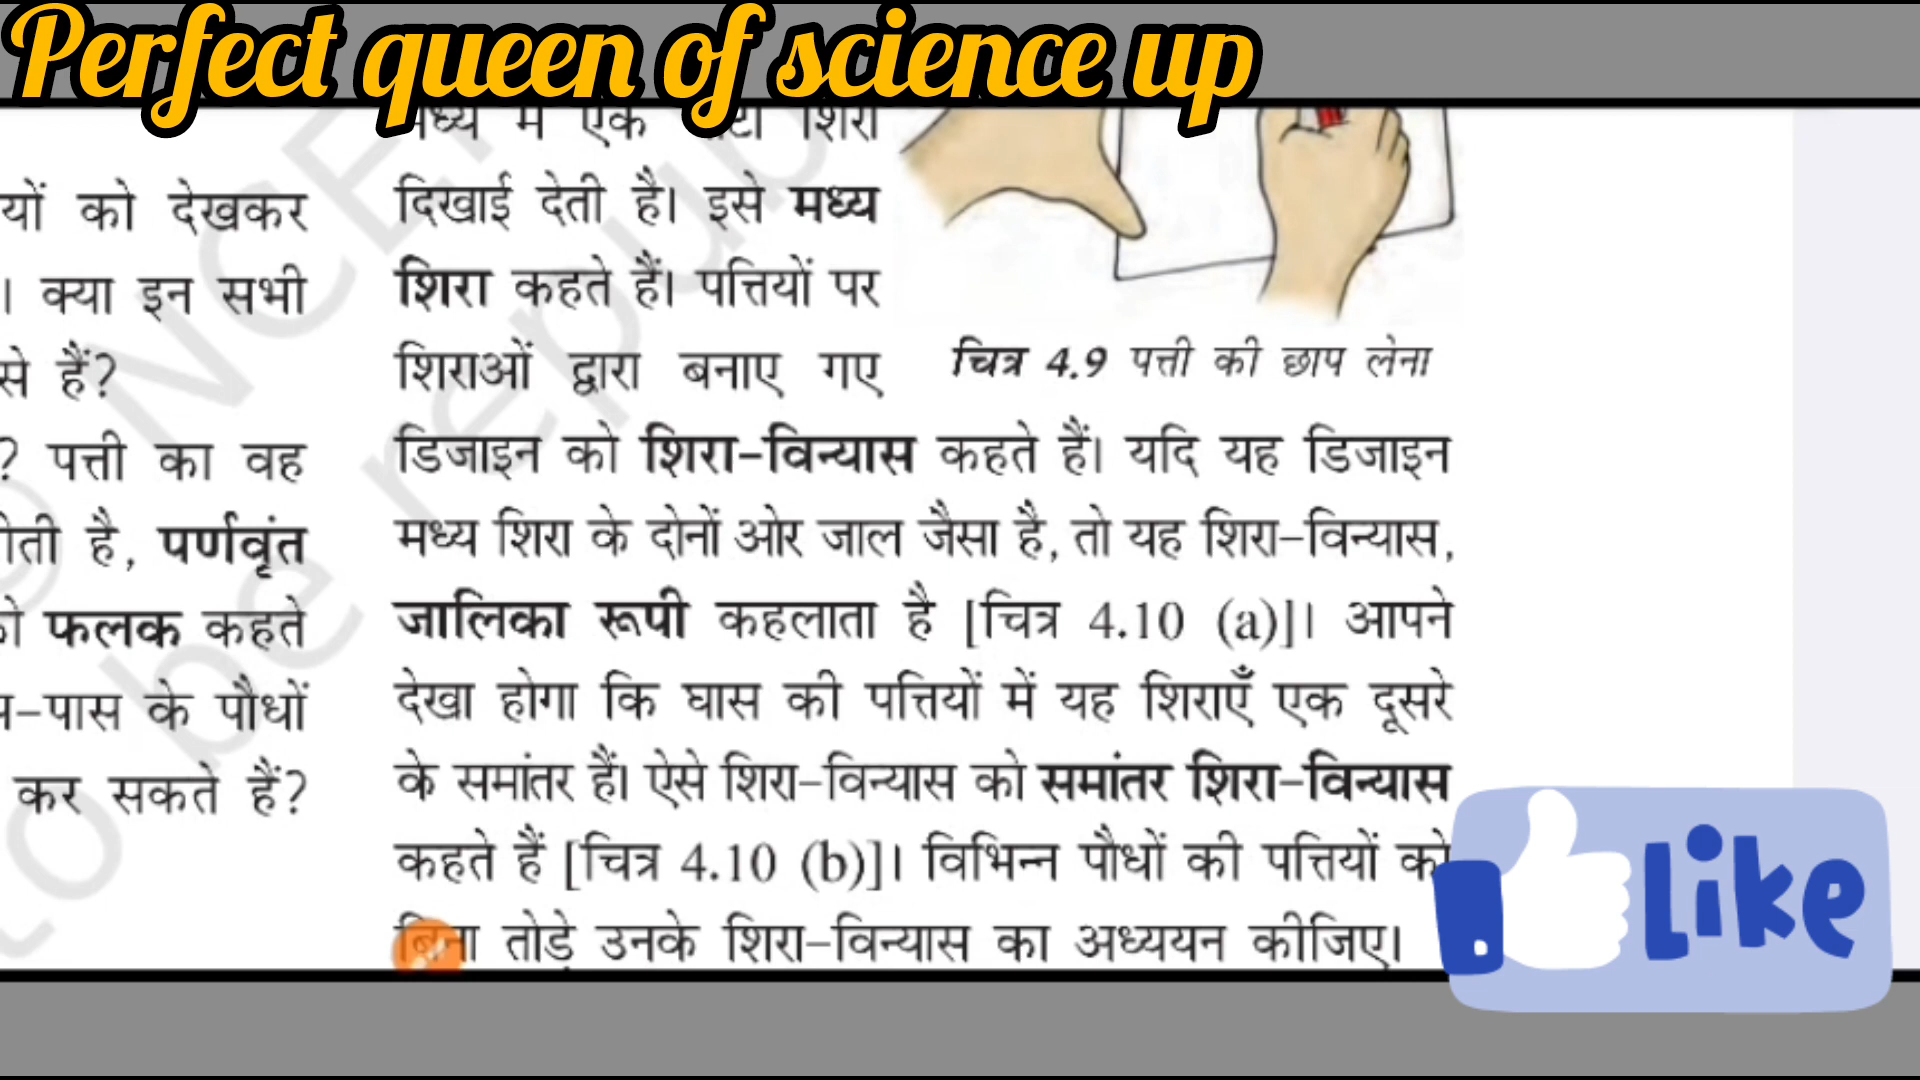 Perfect queen of science up
में एक शिरा
यों को देखकर
। क्या इन सभी
से हैं?
? पत्ती का वह
है, पर्णवृंत
फलक कहते
-पास के पौधों
कर सकते हैं?
दिखाई देती है। इसे मध्य
शिरा कहते हैं। पत्तियों पर
शिराओं द्वारा बनाए गए
चित्र 4.9 पत्ती की छाप लेना
डिजाइन को शिरा-विन्यास कहते हैं। यदि यह डिजाइन
मध्य शिरा के दोनों ओर जाल जैसा है, तो यह शिरा-विन्यास,
जालिका रूपी कहलाता है [चित्र 4.10 (a)]। आपने
देखा होगा कि घास की पत्तियों में यह शिराएँ एक दूसरे
के समांतर हैं। ऐसे शिरा-विन्यास को समांतर शिरा-विन्यास
कहते हैं [चित्र 4.10 (b)]। विभिन्न पौधों की पत्तियों को
बिना तोड़े उनके शिरा-विन्यास का अध्ययन कीजिए।
Like